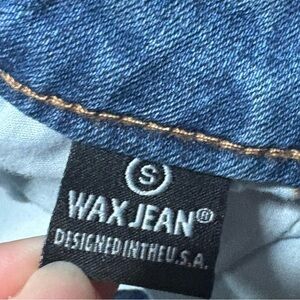 S
WAX JEAN®
DESIGNED IN THE U.S.A.